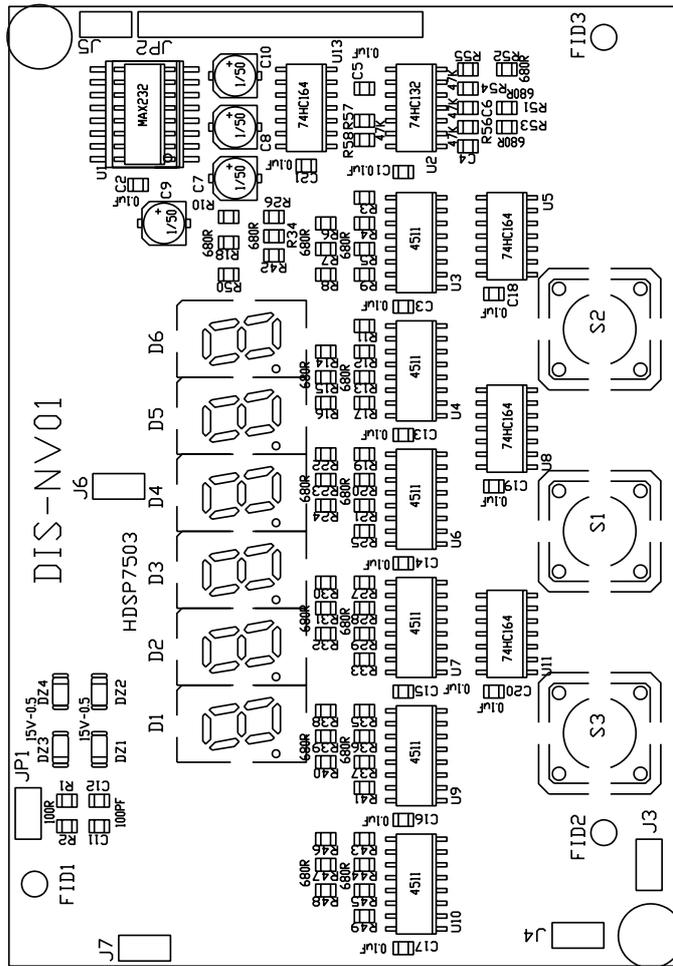 J5
JP2
FID3
C10
1/50
U13
0.1uF
C5
R55
R52
680R
47K
R54
680R
MAX232
74HC164
74HC132
47K
C6
R51
1/50
C8
R57
R58
47K
47K
R56
R53
680R
U1
C2
0.1uF
C7
1/50
0.1uF
C21
C1
0.1uF
U2
C4
C9
1/50
R10
R26
R3
U5
680R
R18
680R
R34
R6
680R
R7
R4
680R
R5
4511
74HC164
R42
R50
R8
R9
U3
0.1uF
C3
C18
0.1uF
D6
R11
R14
680R
R15
R12
680R
R13
4511
S2
D5
R16
R17
U4
0.1uF
C13
74HC164
DIS-NV01
J6
D4
R22
680R
R23
R24
R19
680R
R20
R21
4511
U8
C19
0.1uF
S1
R25
U6
0.1uF
C14
HDSP7503
D3
R30
680R
R31
R32
R27
680R
R28
R29
4511
74HC164
D2
R33
U7
U11
0.1uF
C15
0.1uF
C20
0.1uF
DZ4
15V-0.5
DZ3
DZ2
15V-0.5
DZ1
D1
R38
680R
R39
R40
R35
680R
R36
R37
4511
S3
JP1
R1
C12
R41
U9
100R
R2
C11
100PF
0.1uF
C16
FID2
J3
FID1
R46
680R
R47
R48
R43
680R
R44
R45
4511
R49
U10
J7
0.1uF
C17
J4